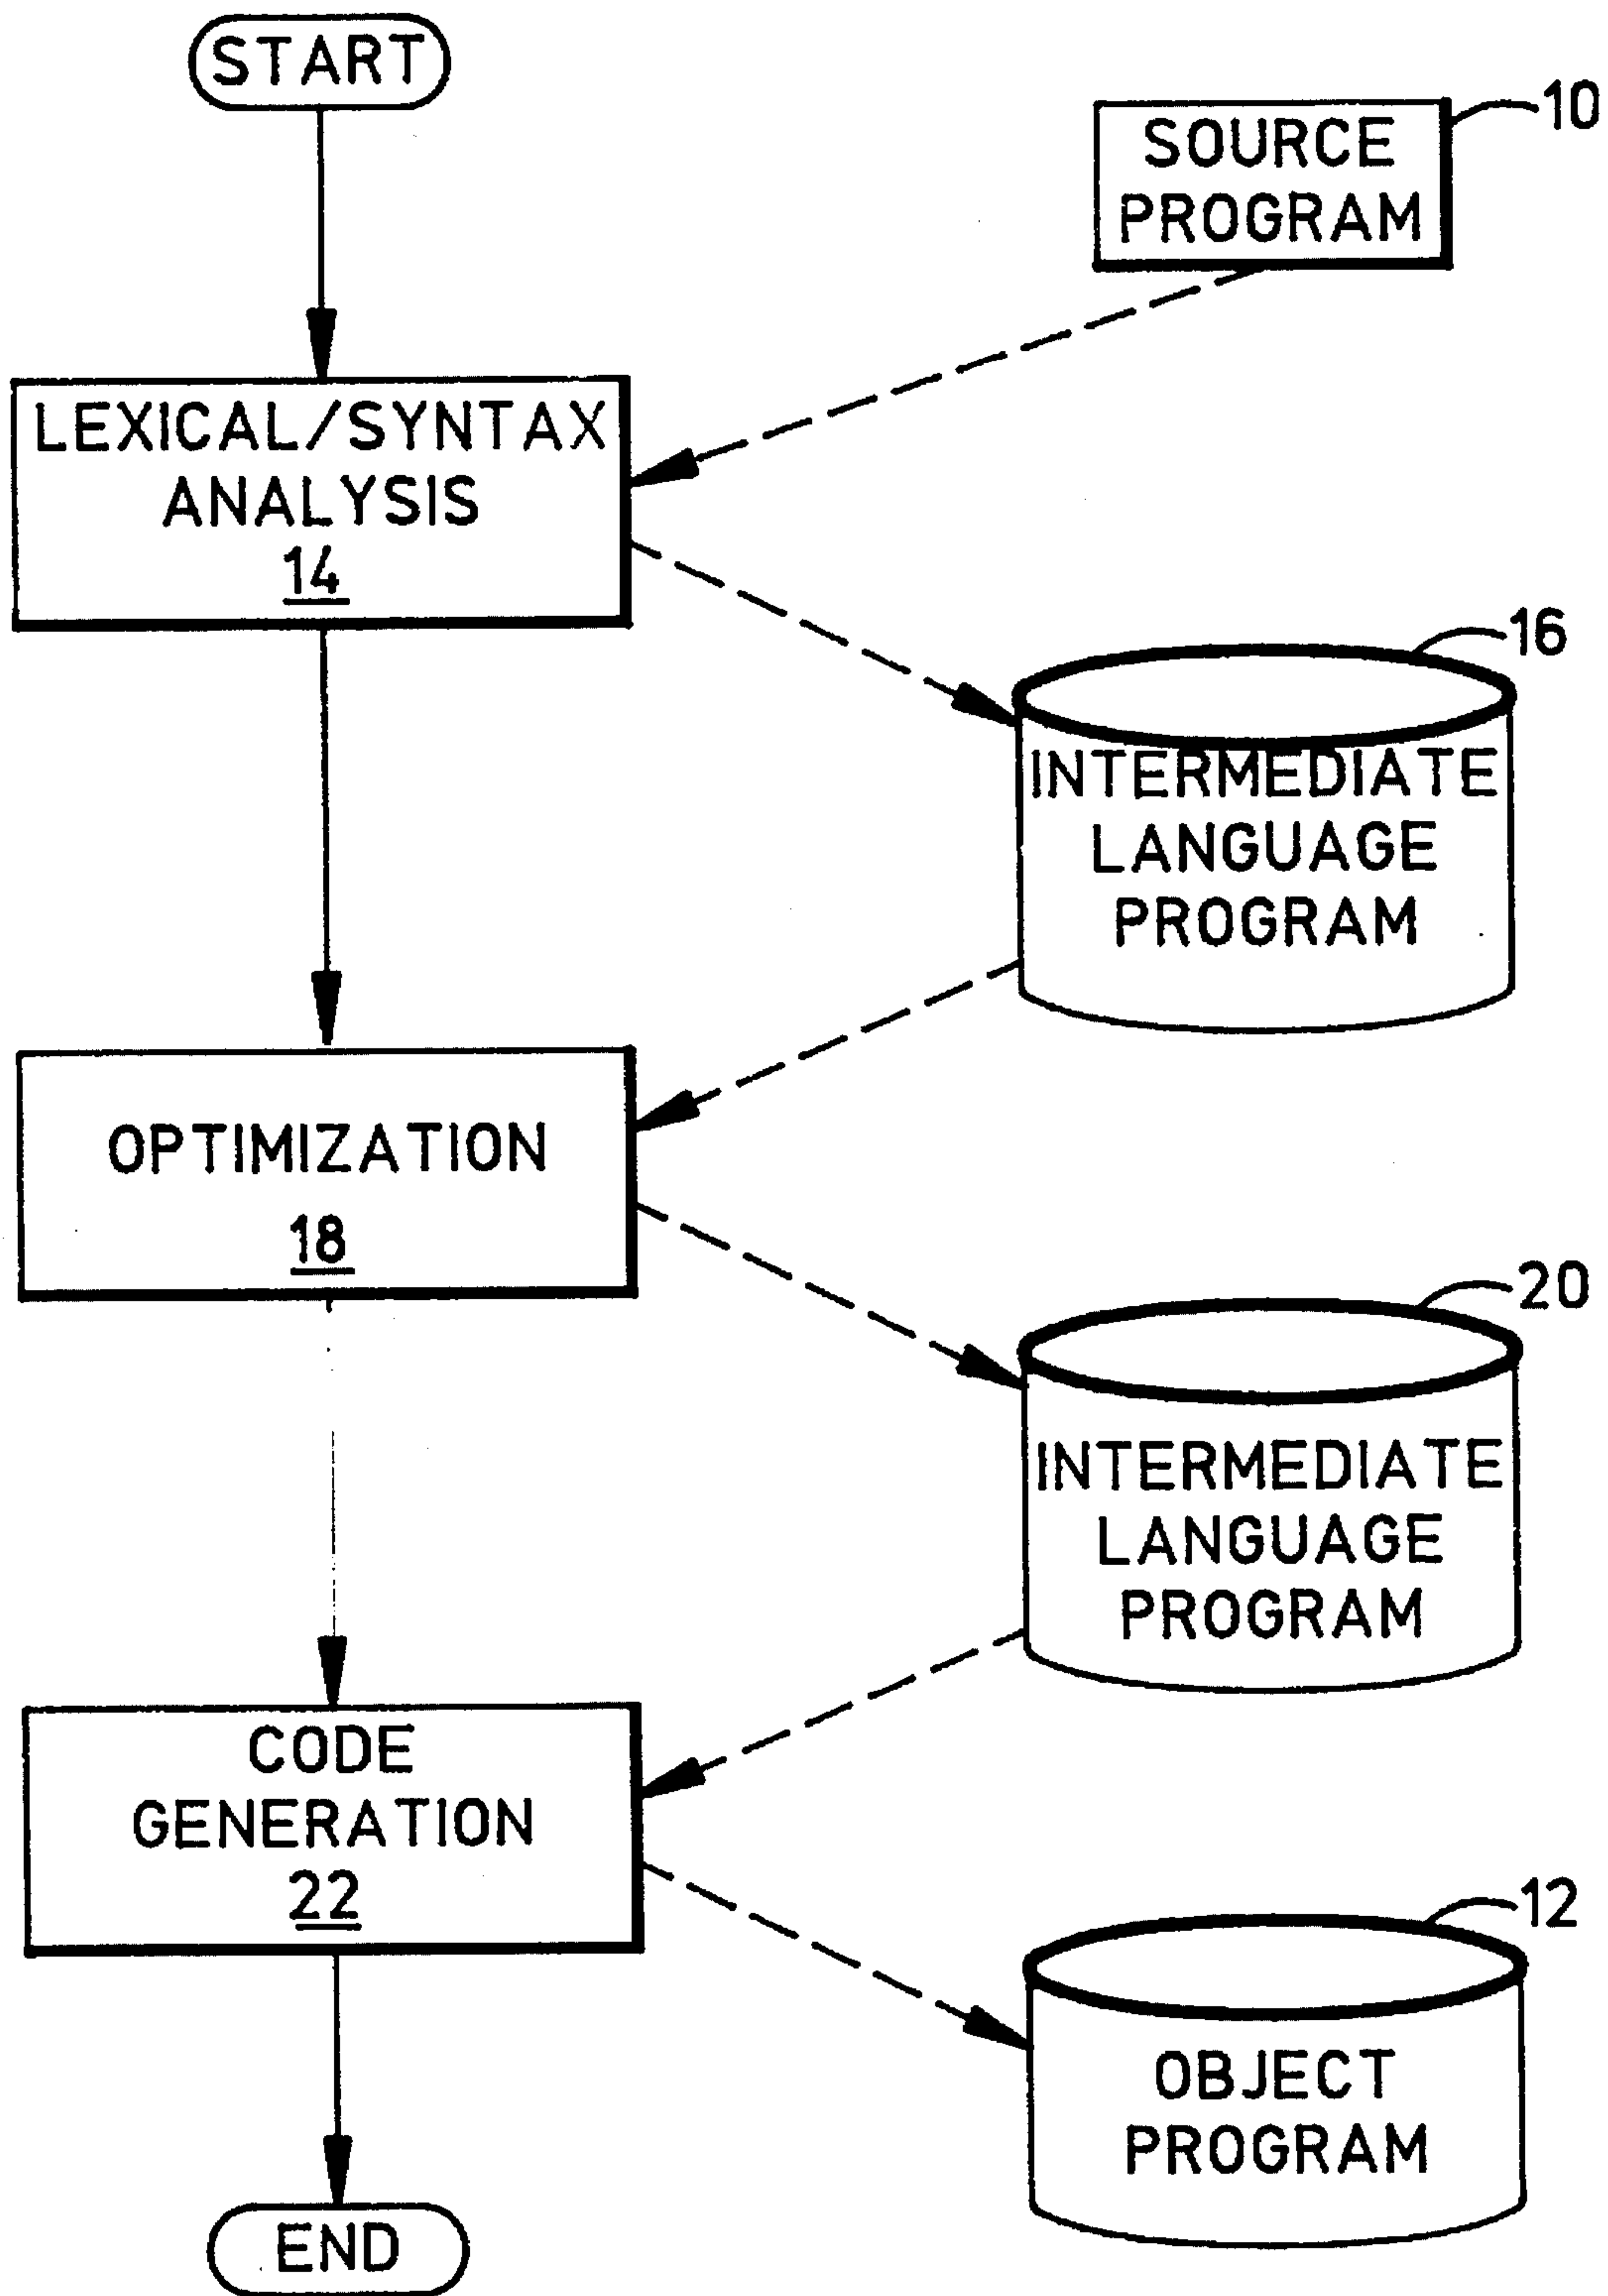 START
SOURCE
PROGRAM
10
LEXICAL/SYNTAX
ANALYSIS
14
16
INTERMEDIATE
LANGUAGE
PROGRAM
OPTIMIZATION
18
20
INTERMEDIATE
LANGUAGE
PROGRAM
CODE
GENERATION
22
12
OBJECT
PROGRAM
END